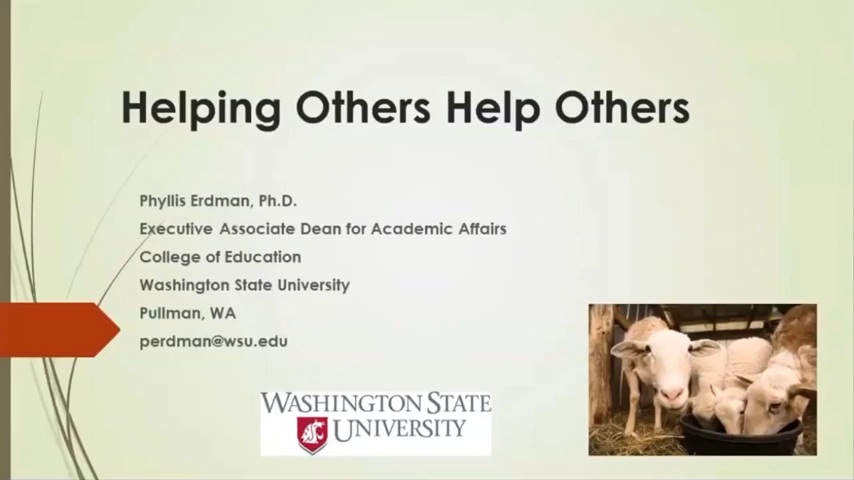 Helping Others Help Others
Phyllis Erdman, Ph.D.
Executive Associate Dean for Academic Affairs
College of Education
Washington State University
Pullman, WA
perdman@wsu.edu
WASHINGTON STATE
UNIVERSITY